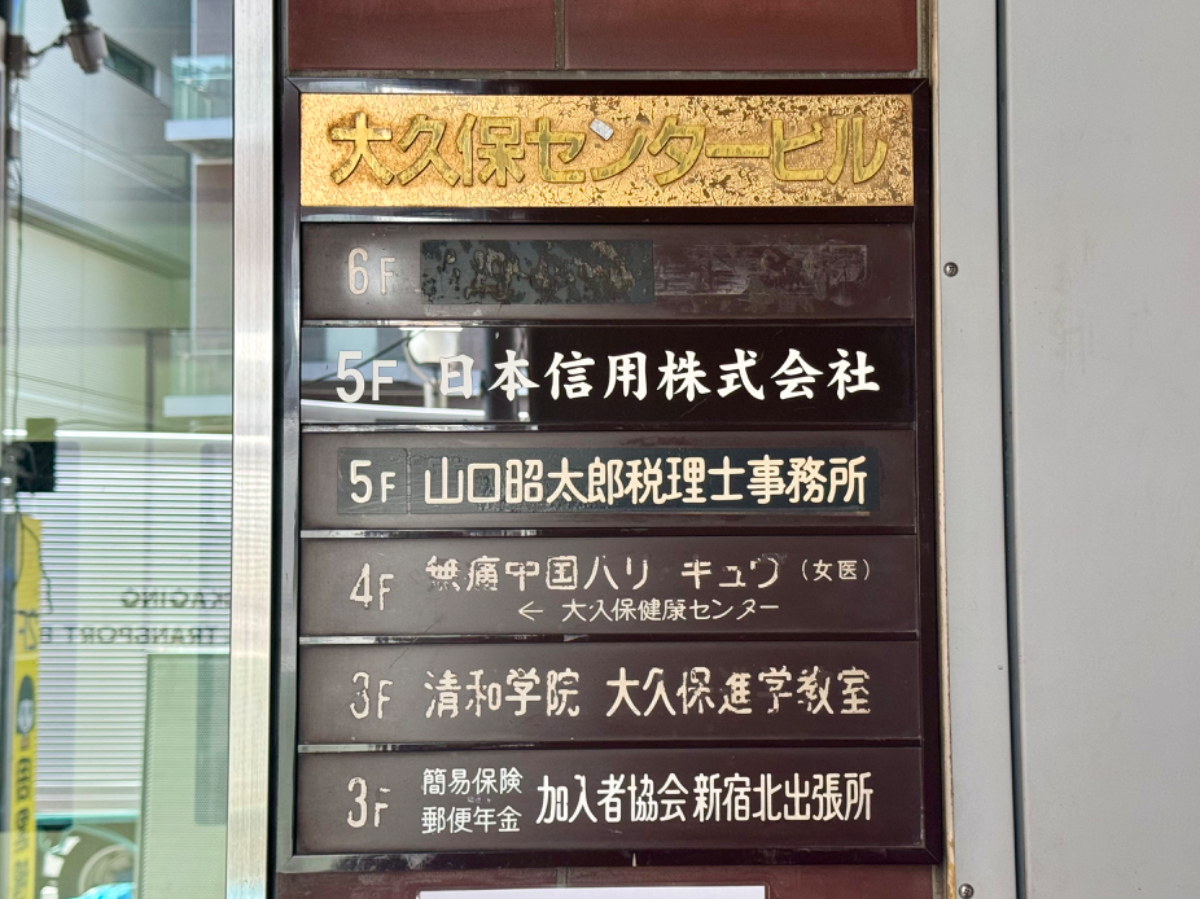 大久保センタービル
6F
5F 日本信用株式会社
5F 山口昭太郎税理士事務所
4F 無痛中国ハリ キュウ (女医)
← 大久保健康センター
3F 清和学院 大久保進学教室
3F 簡易保険 郵便年金 加入者協会新宿北出張所
KAGING
TRANSPORT